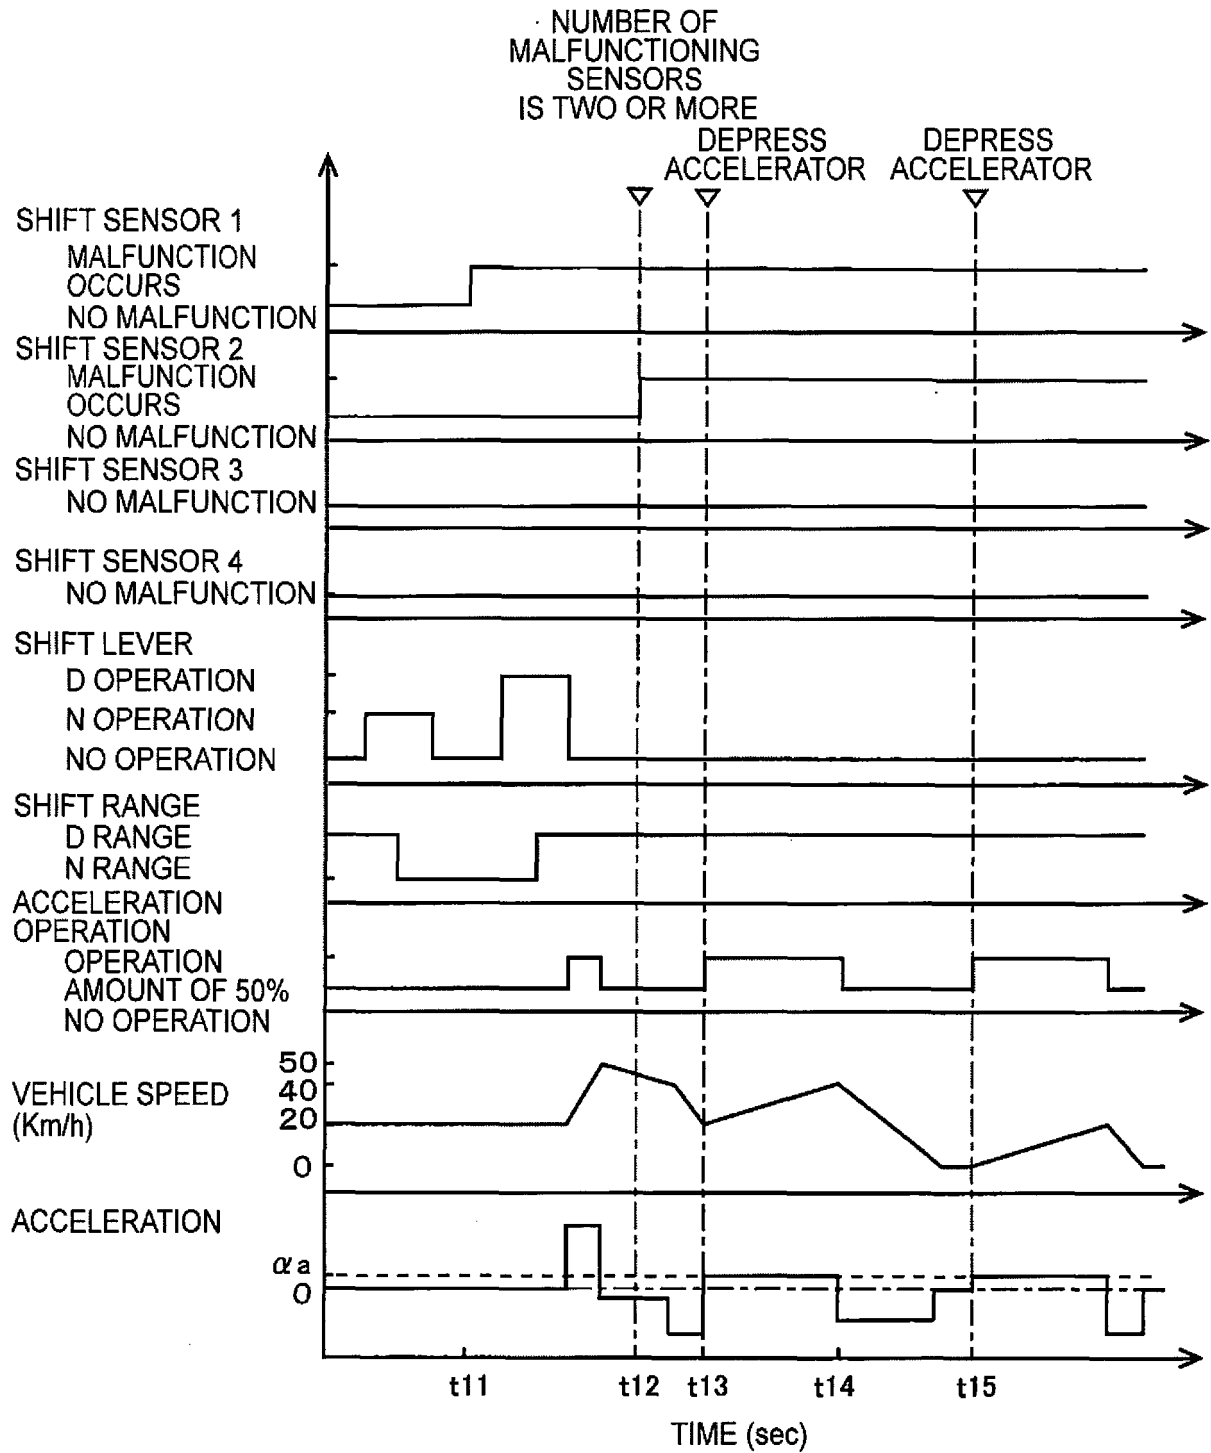 NUMBER OF
MALFUNCTIONING
SENSORS
IS TWO OR MORE
DEPRESS
ACCELERATOR
DEPRESS
ACCELERATOR
SHIFT SENSOR 1
MALFUNCTION
OCCURS
NO MALFUNCTION
SHIFT SENSOR 2
MALFUNCTION
OCCURS
NO MALFUNCTION
SHIFT SENSOR 3
NO MALFUNCTION
SHIFT SENSOR 4
NO MALFUNCTION
SHIFT LEVER
D OPERATION
N OPERATION
NO OPERATION
SHIFT RANGE
D RANGE
N RANGE
ACCELERATION
OPERATION
OPERATION
AMOUNT OF 50%
NO OPERATION
VEHICLE SPEED
(Km/h)
50
40
20
0
ACCELERATION
αa
0
t11 t12 t13 t14 t15
TIME (sec)